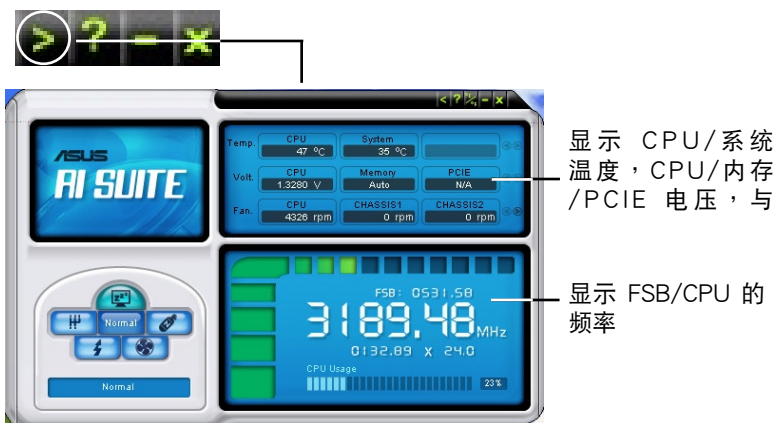 > ? - x
< ? °C/°F - x
ASUS
AI SUITE
Temp. CPU 47 °C System 35 °C
Volt. CPU 1.3280 V Memory Auto PCIE N/A
Fan. CPU 4326 rpm CHASSIS1 0 rpm CHASSIS2 0 rpm
显示 CPU/系统
温度，CPU/内存
/PCIE 电压，与
FSB: 0531.58
3189.48 MHz
0132.89 X 24.0
CPU Usage
23%
显示 FSB/CPU 的
频率
zzz
Normal
Normal